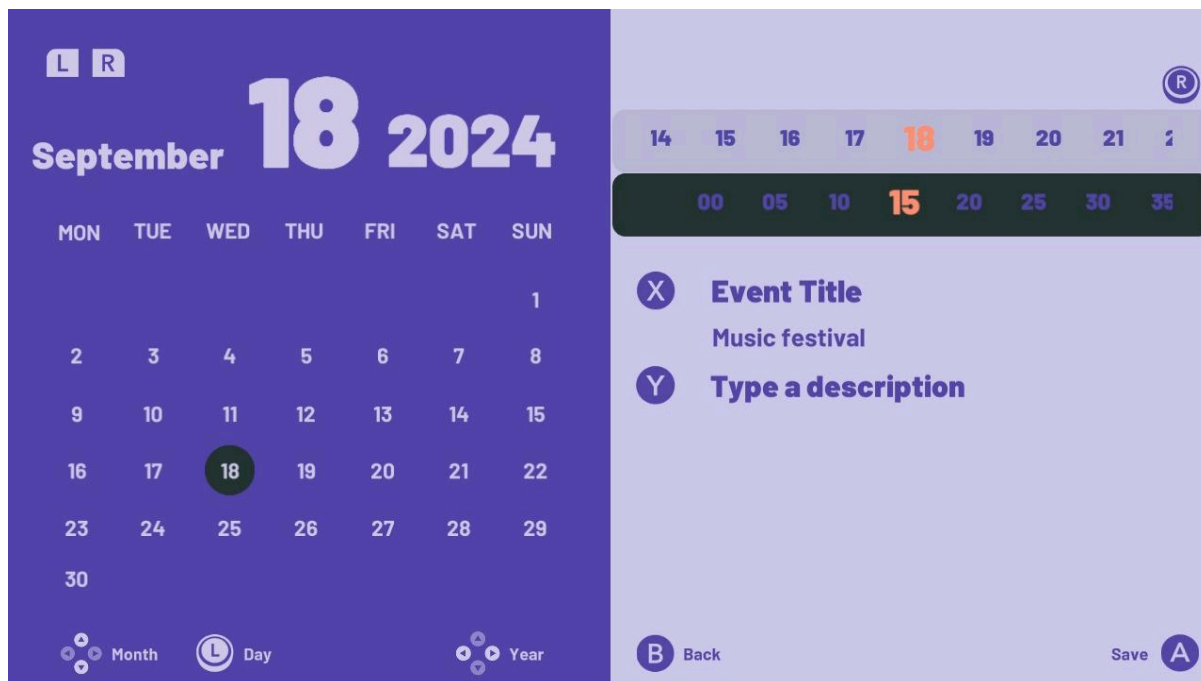 L R
September 18 2024
MON TUE WED THU FRI SAT SUN
1
2 3 4 5 6 7 8
9 10 11 12 13 14 15
16 17 18 19 20 21 22
23 24 25 26 27 28 29
30
Month L Day Year
R
14 15 16 17 18 19 20 21
00 05 10 15 20 25 30 35
X Event Title
Music festival
Y Type a description
B Back
Save A